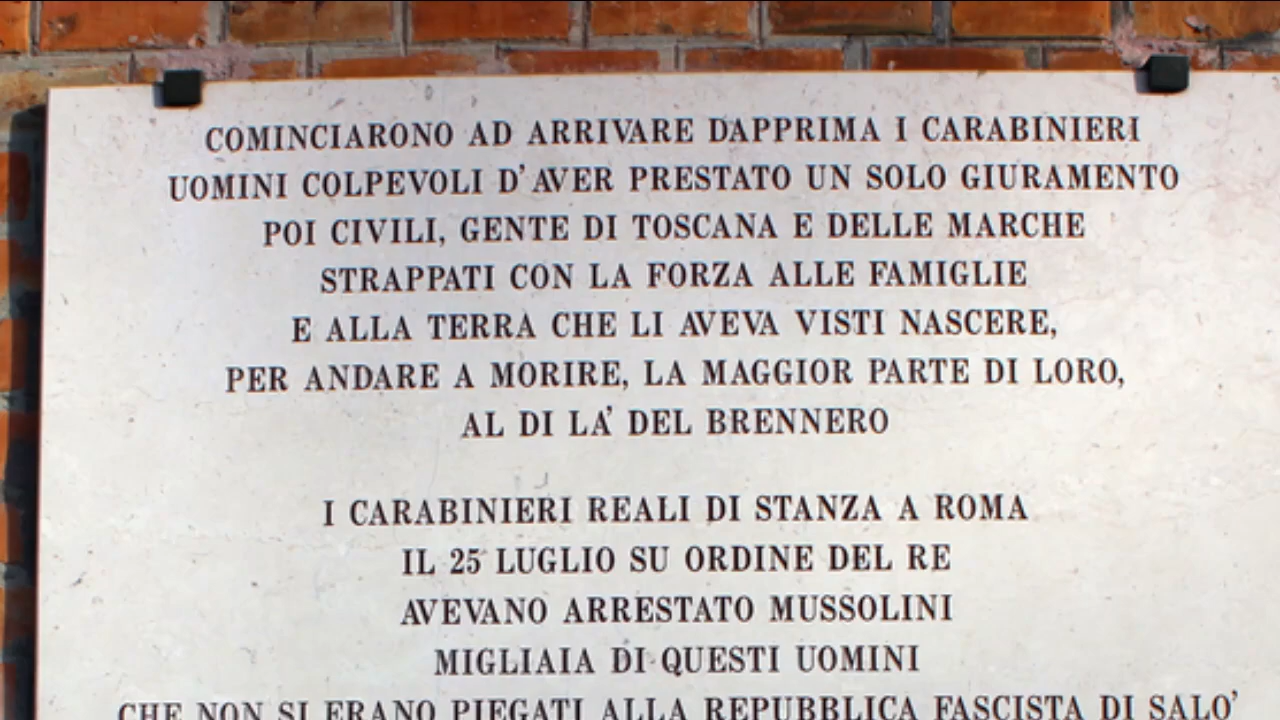 COMINCIARONO AD ARRIVARE DAPPRIMA I CARABINIERI
UOMINI COLPEVOLI D'AVER PRESTATO UN SOLO GIURAMENTO
POI CIVILI, GENTE DI TOSCANA E DELLE MARCHE
STRAPPATI CON LA FORZA ALLE FAMIGLIE
E ALLA TERRA CHE LI AVEVA VISTI NASCERE,
PER ANDARE A MORIRE, LA MAGGIOR PARTE DI LORO,
AL DI LA' DEL BRENNERO
I CARABINIERI REALI DI STANZA A ROMA
IL 25 LUGLIO SU ORDINE DEL RE
AVEVANO ARRESTATO MUSSOLINI
MIGLIAIA DI QUESTI UOMINI
CHE NON SI ERANO PIEGATI ALLA REPUBBLICA FASCISTA DI SALO'